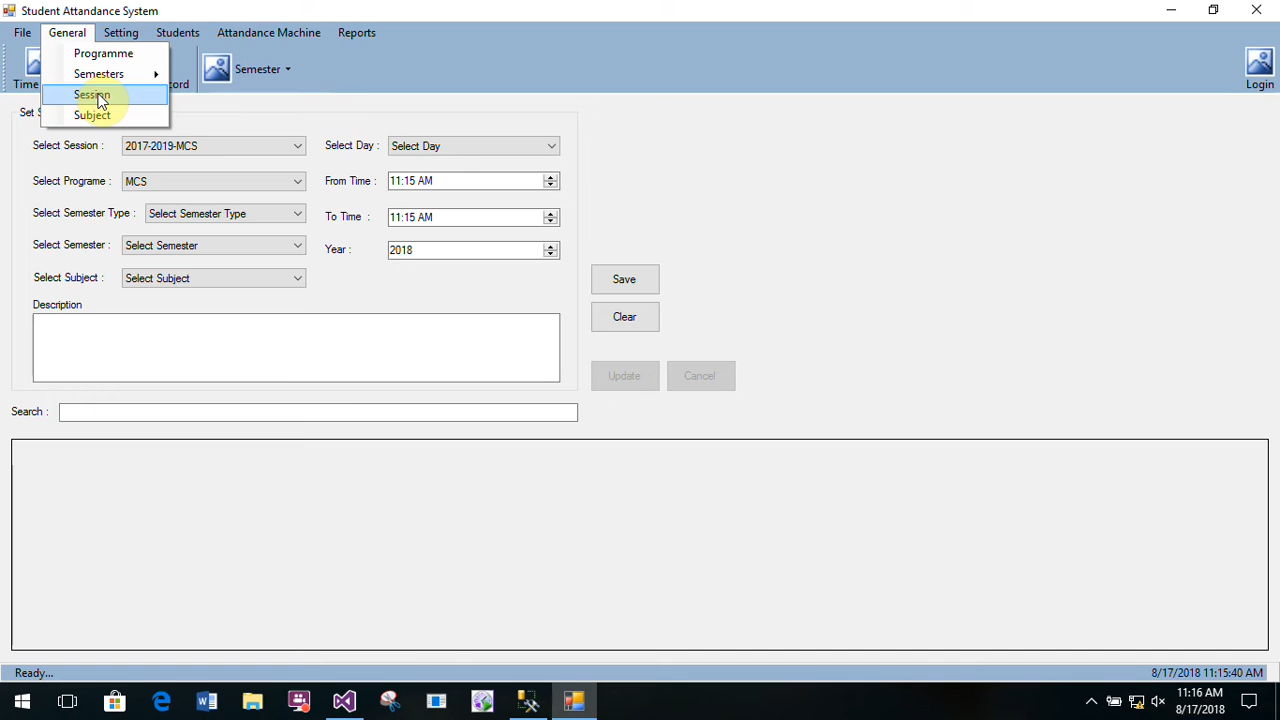 Student Attandance System
File General Setting Students Attandance Machine Reports
Programme
Semesters
Session
Subject
Time
cord
Semester
Login
Set S
Select Session : 2017-2019-MCS Select Day : Select Day
Select Programe : MCS From Time : 11:15 AM
Select Semester Type : Select Semester Type To Time : 11:15 AM
Select Semester : Select Semester Year : 2018
Select Subject : Select Subject Save
Description Clear
Update Cancel
Search :
Ready... 8/17/2018 11:15:40 AM
11:16 AM
8/17/2018